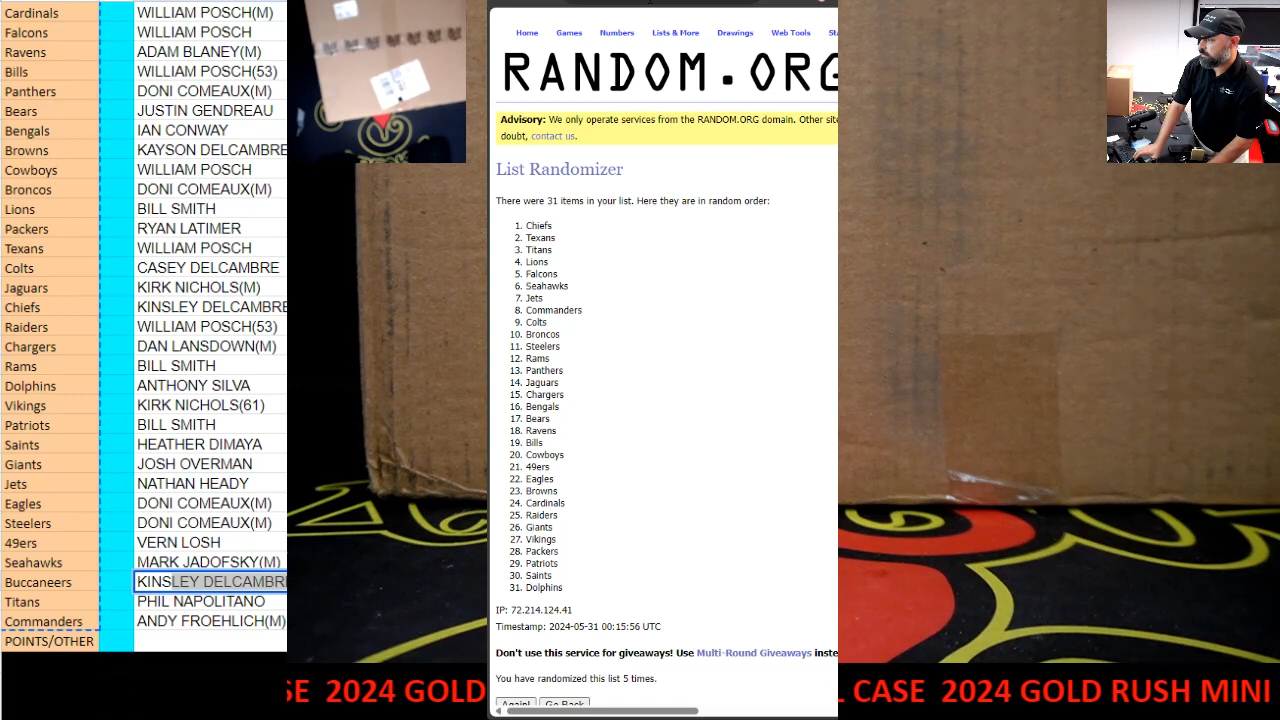 Cardinals WILLIAM POSCH(M)
Falcons WILLIAM POSCH
Ravens ADAM BLANEY(M)
Bills WILLIAM POSCH(53)
Panthers DONI COMEAUX(M)
Bears JUSTIN GENDREAU
Bengals IAN CONWAY
Browns KAYSON DELCAMBRE
Cowboys WILLIAM POSCH
Broncos DONI COMEAUX(M)
Lions BILL SMITH
Packers RYAN LATIMER
Texans WILLIAM POSCH
Colts CASEY DELCAMBRE
Jaguars KIRK NICHOLS(M)
Chiefs KINSLEY DELCAMBRE
Raiders WILLIAM POSCH(53)
Chargers DAN LANSDOWN(M)
Rams BILL SMITH
Dolphins ANTHONY SILVA
Vikings KIRK NICHOLS(61)
Patriots BILL SMITH
Saints HEATHER DIMAYA
Giants JOSH OVERMAN
Jets NATHAN HEADY
Eagles DONI COMEAUX(M)
Steelers DONI COMEAUX(M)
49ers VERN LOSH
Seahawks MARK JADOFSKY(M)
Buccaneers KINSLEY DELCAMBRE
Titans PHIL NAPOLITANO
Commanders ANDY FROEHLICH(M)
POINTS/OTHER
Home Games Numbers Lists & More Drawings Web Tools Sta
RANDOM.ORG
Advisory: We only operate services from the RANDOM.ORG domain. Other site
doubt, contact us.
List Randomizer
There were 31 items in your list. Here they are in random order:
1. Chiefs
2. Texans
3. Titans
4. Lions
5. Falcons
6. Seahawks
7. Jets
8. Commanders
9. Colts
10. Broncos
11. Steelers
12. Rams
13. Panthers
14. Jaguars
15. Chargers
16. Bengals
17. Bears
18. Ravens
19. Bills
20. Cowboys
21. 49ers
22. Eagles
23. Browns
24. Cardinals
25. Raiders
26. Giants
27. Vikings
28. Packers
29. Patriots
30. Saints
31. Dolphins
IP: 72.214.124.41
Timestamp: 2024-05-31 00:15:56 UTC
Don't use this service for giveaways! Use Multi-Round Giveaways inste
You have randomized this list 5 times.
Again! Go Back
SE 2024 GOLD
L CASE 2024 GOLD RUSH MINI